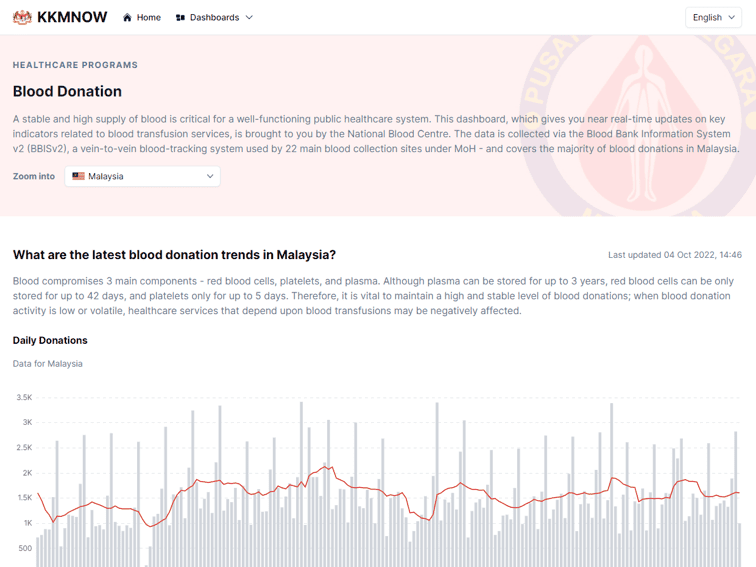 KKMNOW Home Dashboards English
HEALTHCARE PROGRAMS
Blood Donation
A stable and high supply of blood is critical for a well-functioning public healthcare system. This dashboard, which gives you near real-time updates on key
indicators related to blood transfusion services, is brought to you by the National Blood Centre. The data is collected via the Blood Bank Information System
v2 (BBISv2), a vein-to-vein blood-tracking system used by 22 main blood collection sites under MoH - and covers the majority of blood donations in Malaysia.
Zoom into Malaysia
What are the latest blood donation trends in Malaysia? Last updated 04 Oct 2022, 14:46
Blood compromises 3 main components - red blood cells, platelets, and plasma. Although plasma can be stored for up to 3 years, red blood cells can be only
stored for up to 42 days, and platelets only for up to 5 days. Therefore, it is vital to maintain a high and stable level of blood donations; when blood donation
activity is low or volatile, healthcare services that depend upon blood transfusions may be negatively affected.
Daily Donations
Data for Malaysia
3.5K
3K
2.5K
2K
1.5K
1K
500